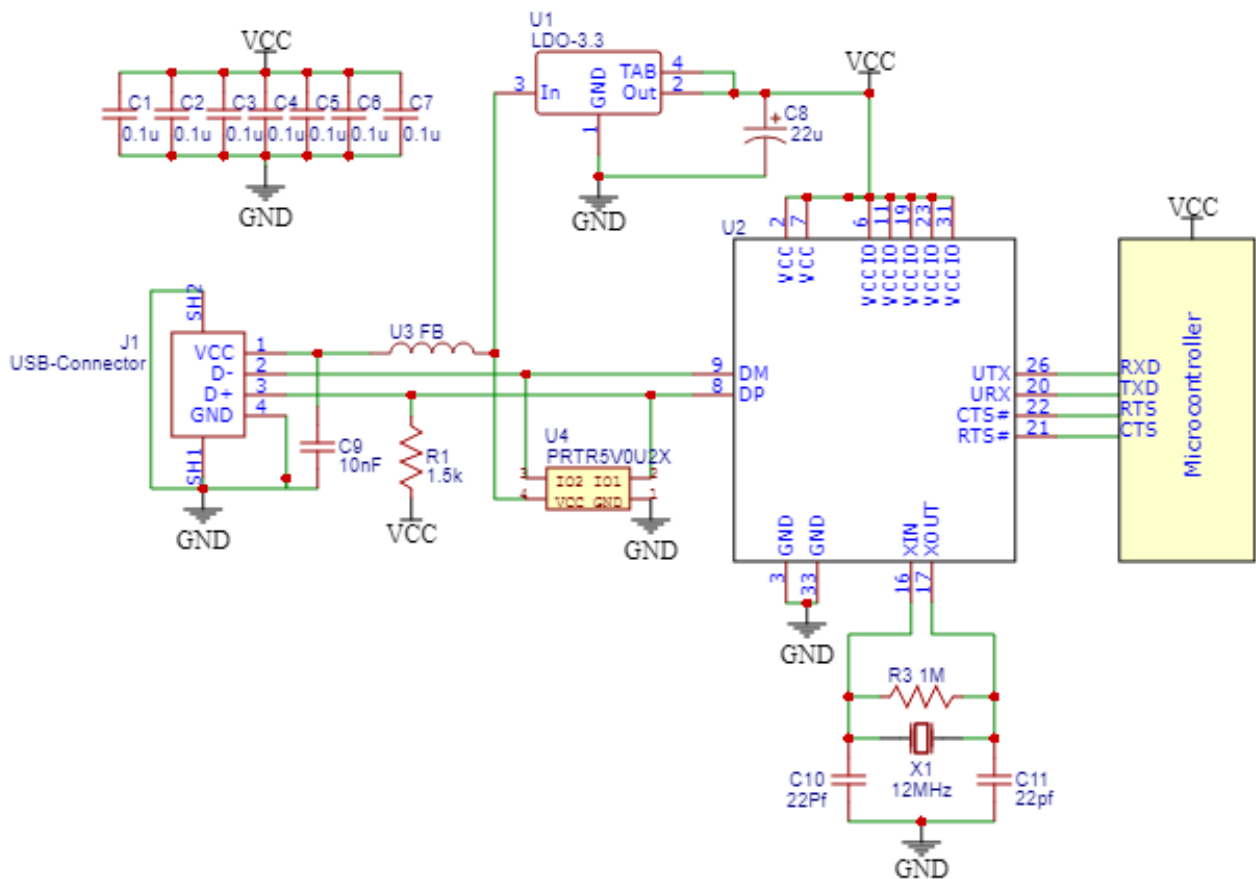 VCC
C1
0.1u
C2
0.1u
C3
0.1u
C4
0.1u
C5
0.1u
C6
0.1u
C7
0.1u
GND
U1
LDO-3.3
3
In
GND
1
TAB
Out
4
2
VCC
C8
+
22u
GND
U2
2
7
6
11
19
23
31
VCC
VCC
VCCIO
VCCIO
VCCIO
VCCIO
VCCIO
VCC
Microcontroller
RXD
TXD
RTS
CTS
UTX
URX
CTS#
RTS#
26
20
22
21
J1
USB-Connector
SH2
VCC
D-
D+
GND
1
2
3
4
SH1
GND
U3 FB
C9
10nF
R1
1.5k
VCC
U4
PRTR5V0U2X
3
4
IO2 IO1
VCC GND
2
1
GND
9
8
DM
DP
GND
GND
3
33
GND
XIN
XOUT
16
17
R3 1M
X1
12MHz
C10
22Pf
C11
22pf
GND